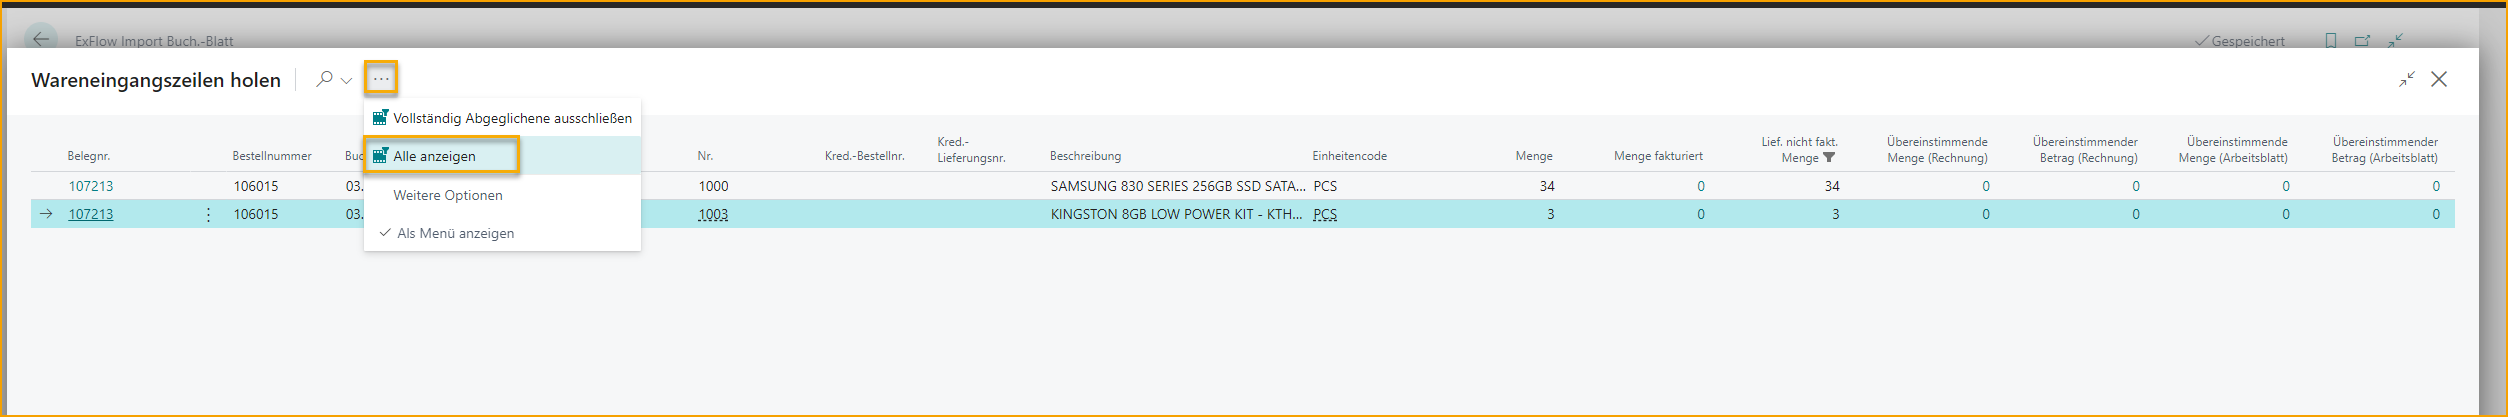 ExFlow Import Buch.-Blatt
Gespeichert
Wareneingangszeilen holen
Vollständig Abgeglichene ausschließen
Alle anzeigen
Weitere Optionen
Als Menü anzeigen
Belegnr. Bestellnummer Nr. Kred.-Bestellnr. Kred.-Lieferungsnr. Beschreibung Einheitencode Menge Menge fakturiert Lief. nicht fakt. Menge Übereinstimmende Menge (Rechnung) Übereinstimmender Betrag (Rechnung) Übereinstimmende Menge (Arbeitsblatt) Übereinstimmender Betrag (Arbeitsblatt)
107213 106015 03. 1000 SAMSUNG 830 SERIES 256GB SSD SATA... PCS 34 0 34 0 0 0 0
107213 106015 03. 1003 KINGSTON 8GB LOW POWER KIT - KTH... PCS 3 0 3 0 0 0 0